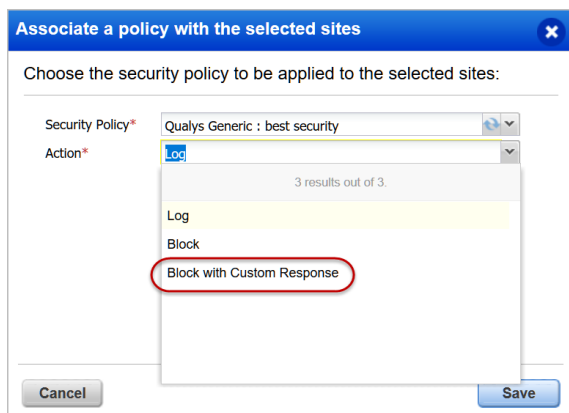 Associate a policy with the selected sites
Choose the security policy to be applied to the selected sites:
Security Policy* Qualys Generic : best security
Action* Log
3 results out of 3.
Log
Block
Block with Custom Response
Cancel Save